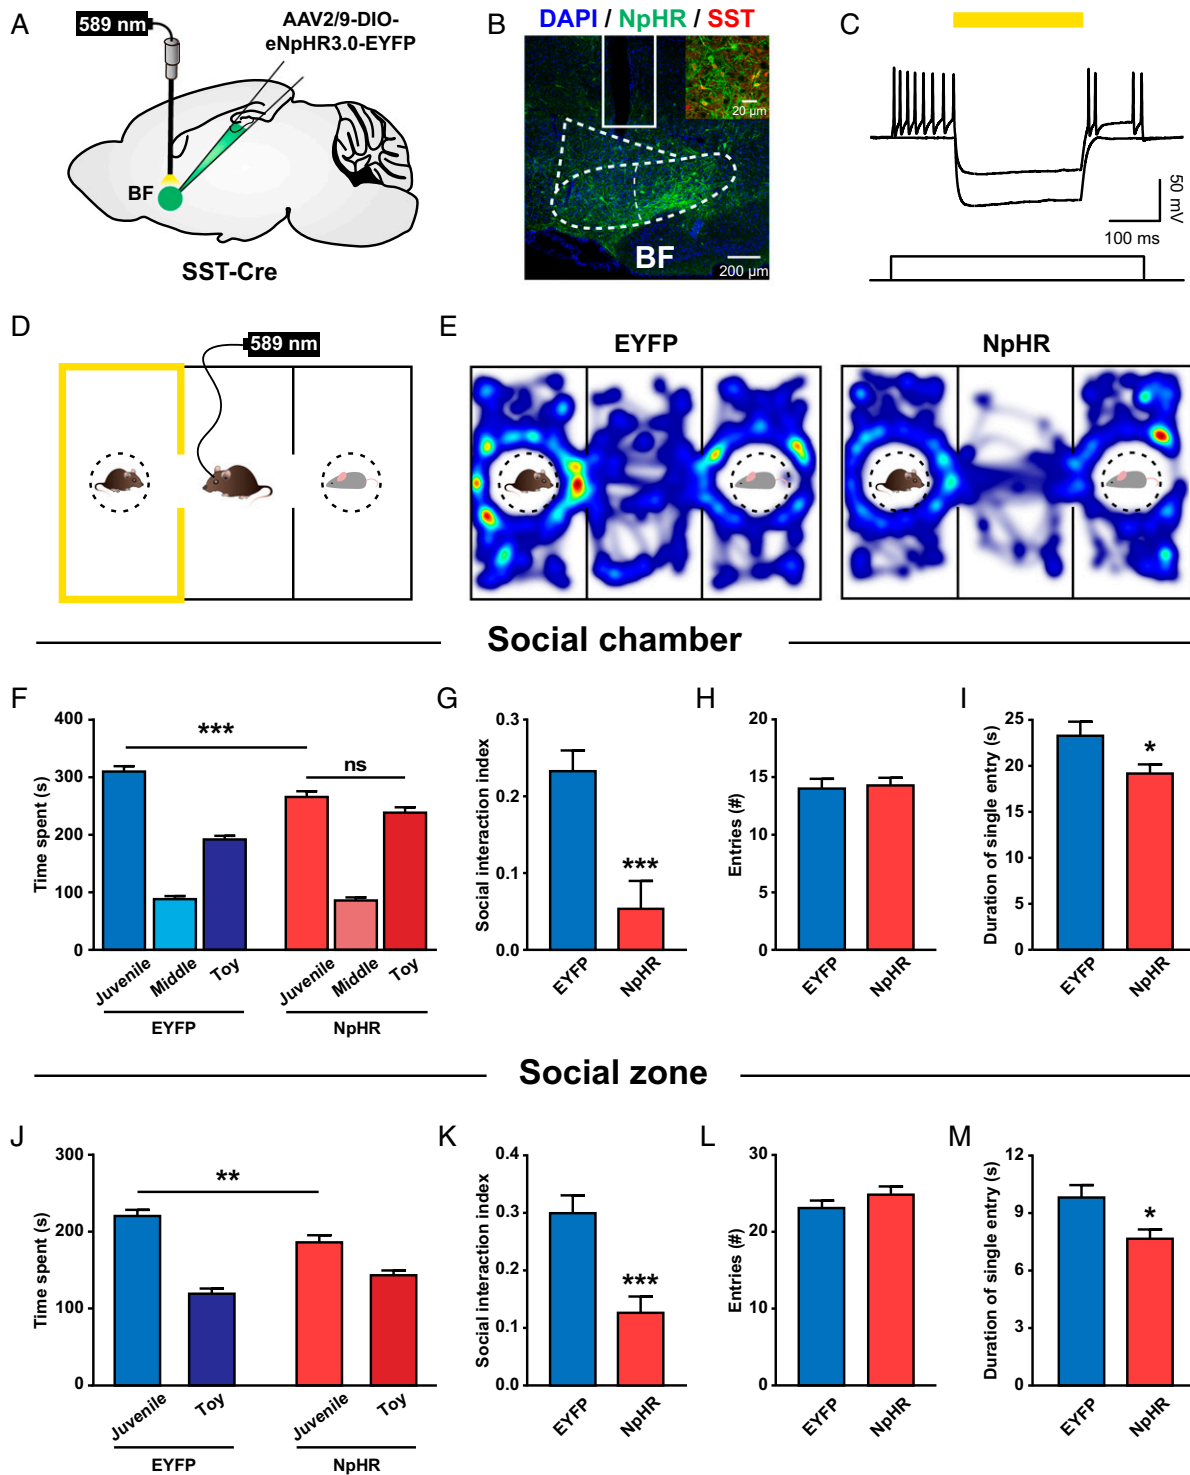 A
589 nm
AAV2/9-DIO-
eNpHR3.0-EYFP
BF
SST-Cre
B
DAPI / NpHR / SST
20 µm
BF
200 µm
C
50 mV
100 ms
D
589 nm
E
EYFP
NpHR
Social chamber
F
Time spent (s)
400
300
200
100
0
***
ns
Juvenile
Middle
Toy
Juvenile
Middle
Toy
EYFP
NpHR
G
Social interaction index
0.3
0.2
0.1
0.0
***
EYFP
NpHR
H
Entries (#)
20
15
10
5
0
EYFP
NpHR
I
Duration of single entry (s)
25
20
15
10
5
0
*
EYFP
NpHR
Social zone
J
Time spent (s)
300
200
100
0
**
Juvenile
Toy
Juvenile
Toy
EYFP
NpHR
K
Social interaction index
0.4
0.3
0.2
0.1
0.0
***
EYFP
NpHR
L
Entries (#)
30
20
10
0
EYFP
NpHR
M
Duration of single entry (s)
12
9
6
3
0
*
EYFP
NpHR